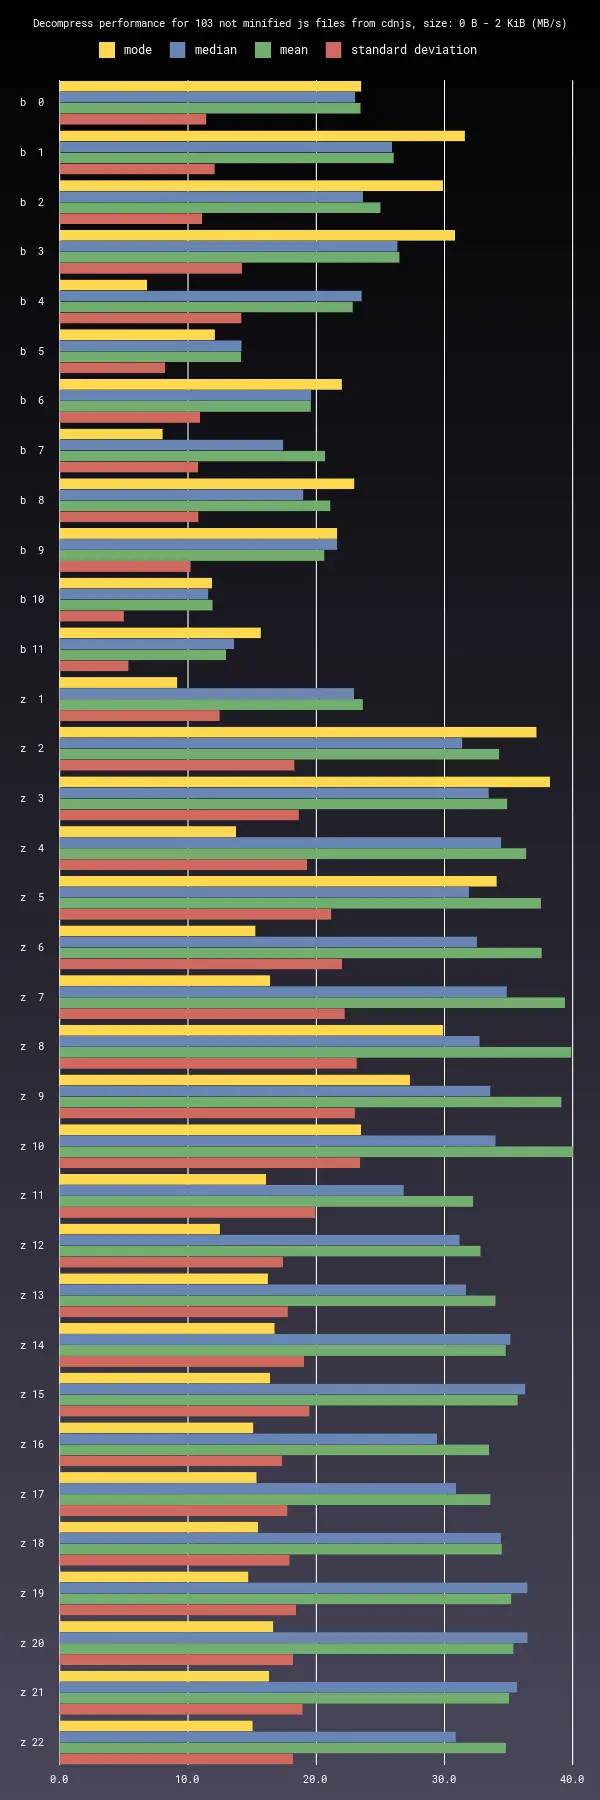 Decompress performance for 103 not minified js files from cdnjs, size: 0 B - 2 KiB (MB/s)
mode median mean standard deviation
b 0
b 1
b 2
b 3
b 4
b 5
b 6
b 7
b 8
b 9
b 10
b 11
z 1
z 2
z 3
z 4
z 5
z 6
z 7
z 8
z 9
z 10
z 11
z 12
z 13
z 14
z 15
z 16
z 17
z 18
z 19
z 20
z 21
z 22
0.0 10.0 20.0 30.0 40.0